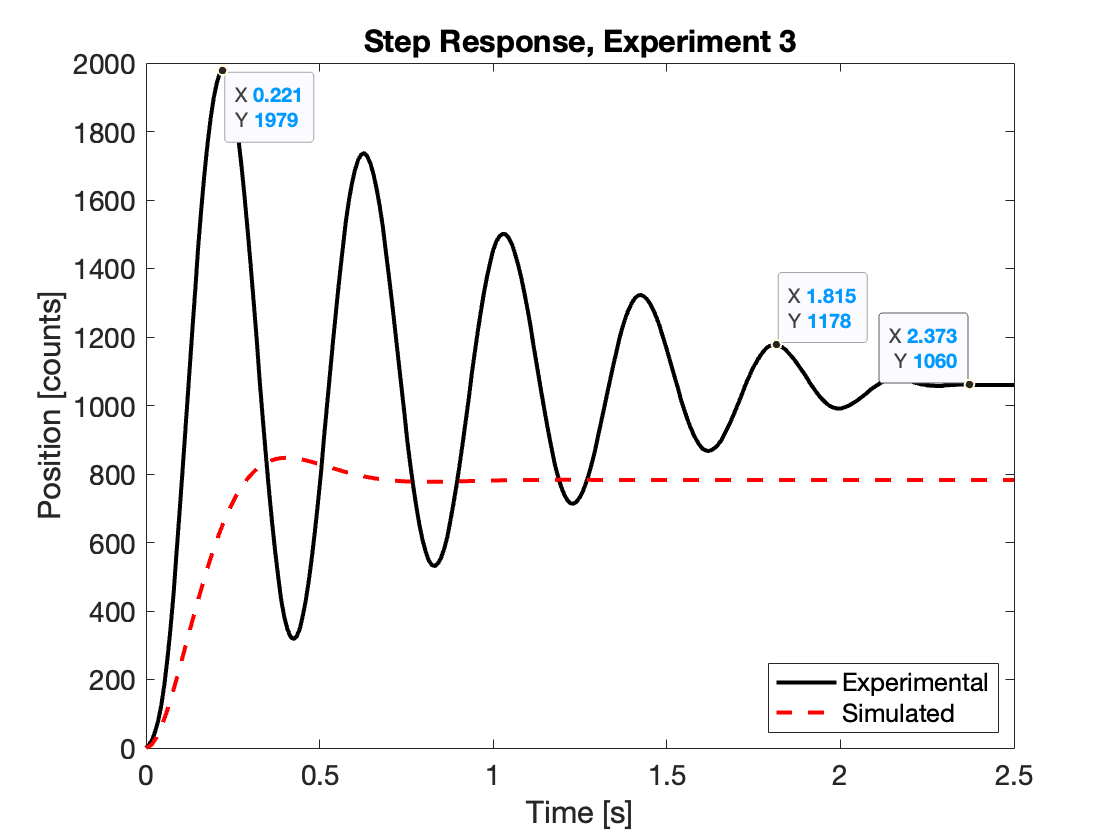 Step Response, Experiment 3
2000
1800
1600
1400
1200
1000
800
600
400
200
0
Position [counts]
X 0.221
Y 1979
X 1.815
Y 1178
X 2.373
Y 1060
Experimental
Simulated
0
0.5
1
1.5
2
2.5
Time [s]